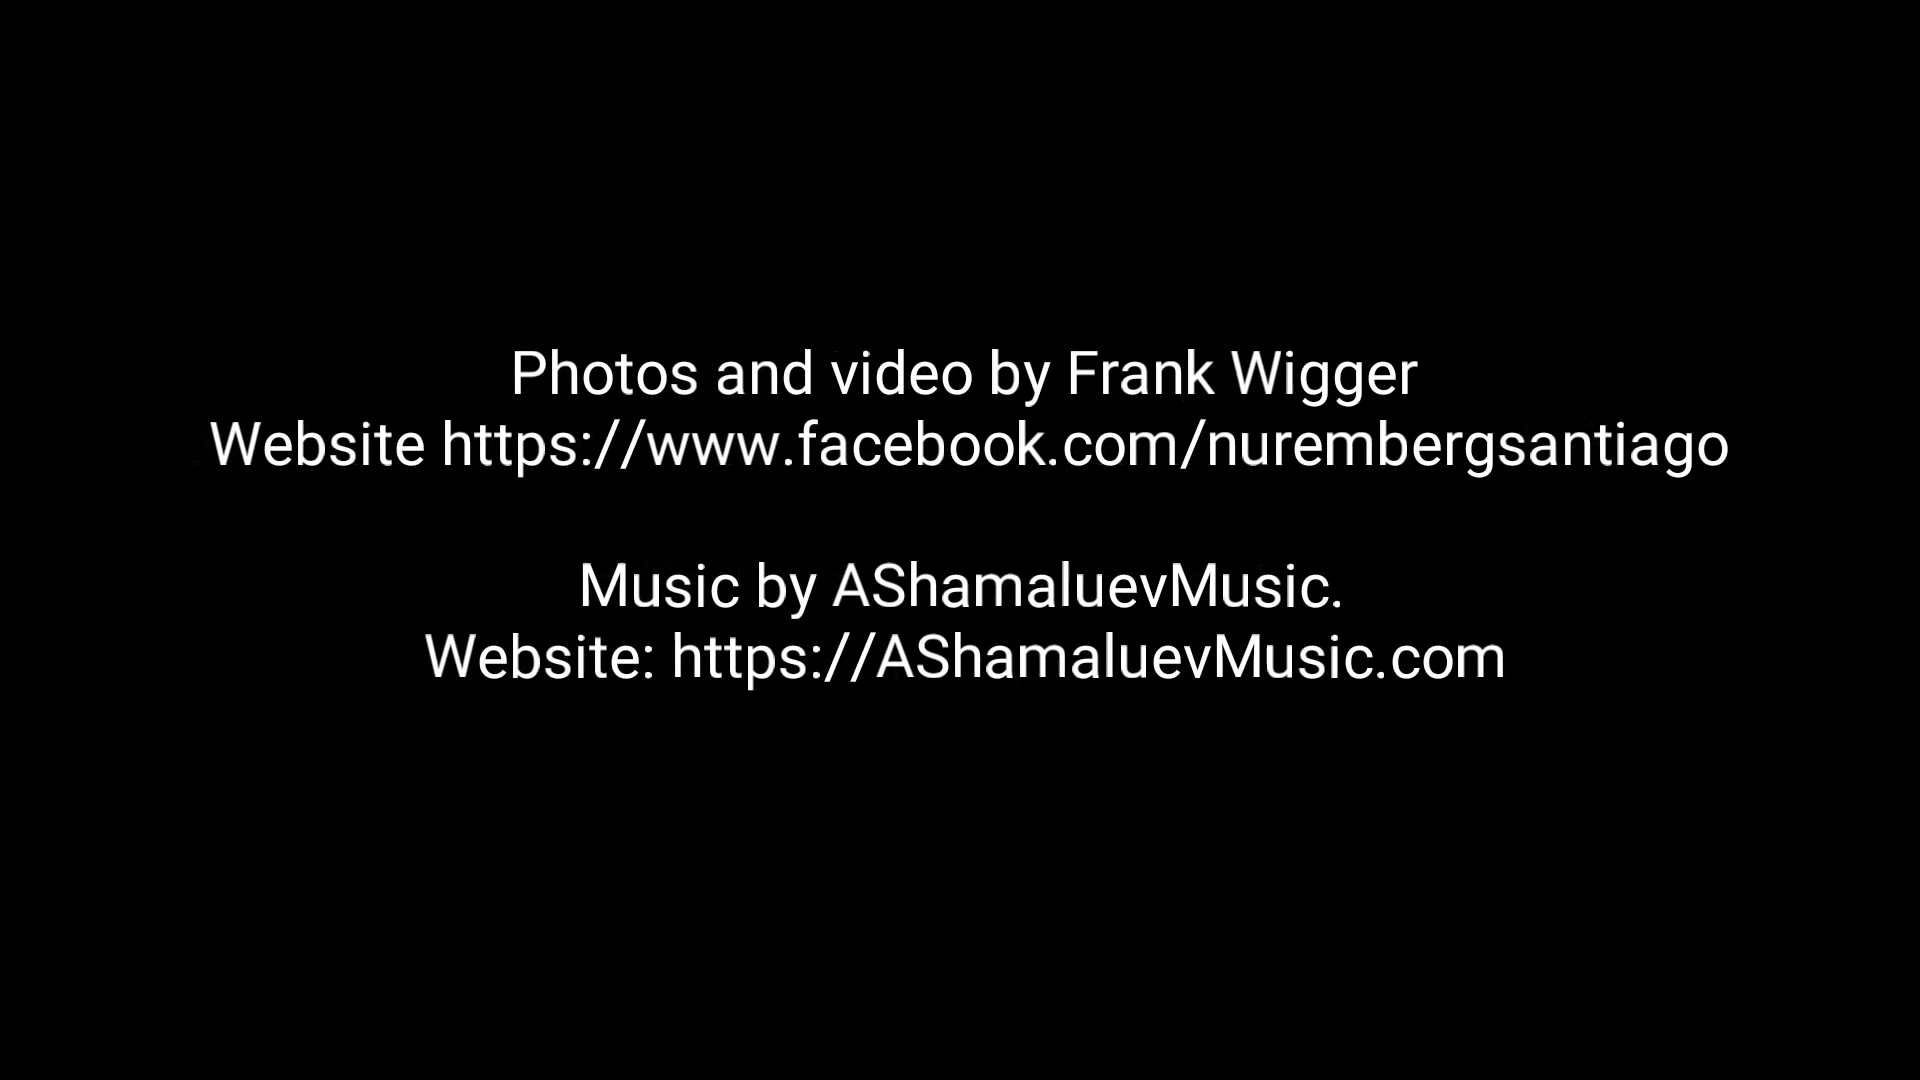 Photos and video by Frank Wigger
Website https://www.facebook.com/nurembergsantiago
Music by AShamaluevMusic.
Website: https://AShamaluevMusic.com